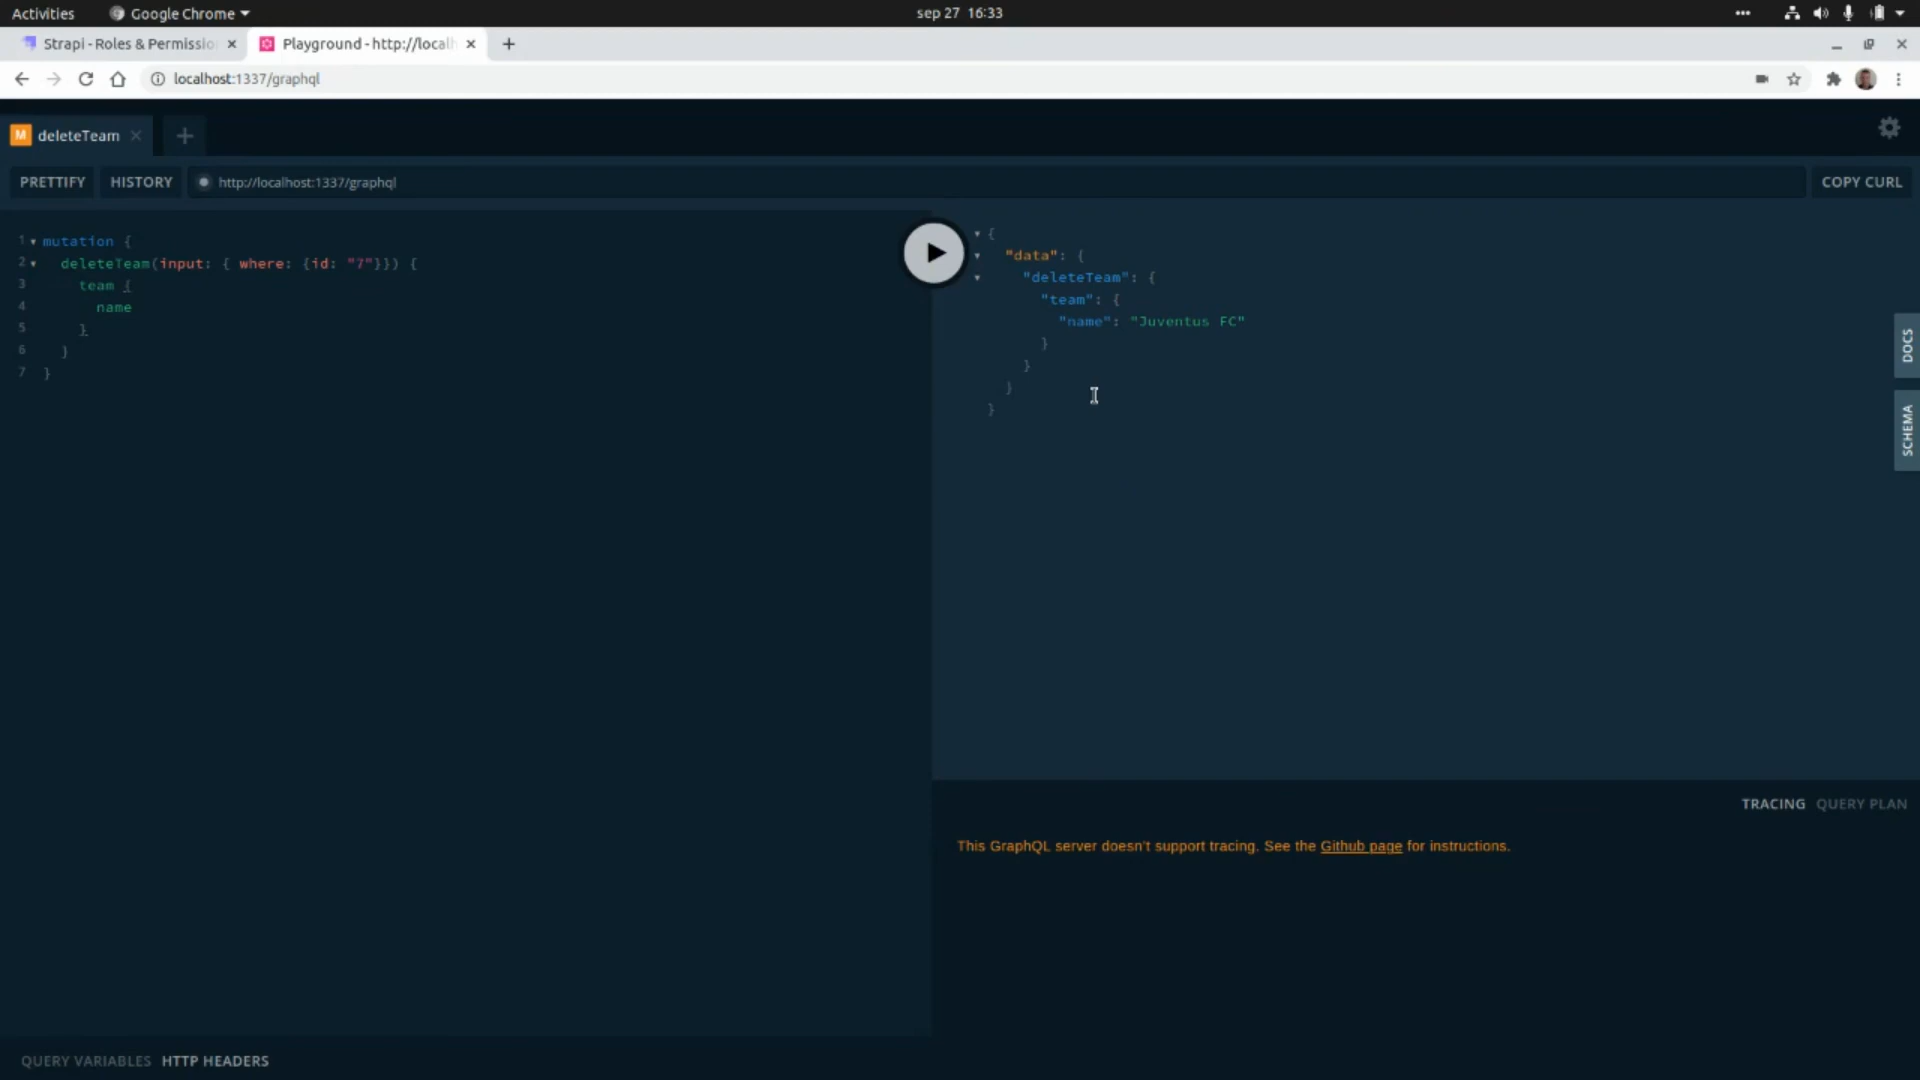 Activities Google Chrome sep 27 16:33
Strapi - Roles & Permissio Playground - http://localh
localhost:1337/graphql
M deleteTeam
PRETTIFY HISTORY http://localhost:1337/graphql COPY CURL
1 mutation {
2 deleteTeam(input: { where: {id: "7"}}) {
3 team {
4 name
5 }
6 }
7 }
{
"data": {
"deleteTeam": {
"team": {
"name": "Juventus FC"
}
}
}
}
DOCS
SCHEMA
TRACING QUERY PLAN
This GraphQL server doesn't support tracing. See the Github page for instructions.
QUERY VARIABLES HTTP HEADERS